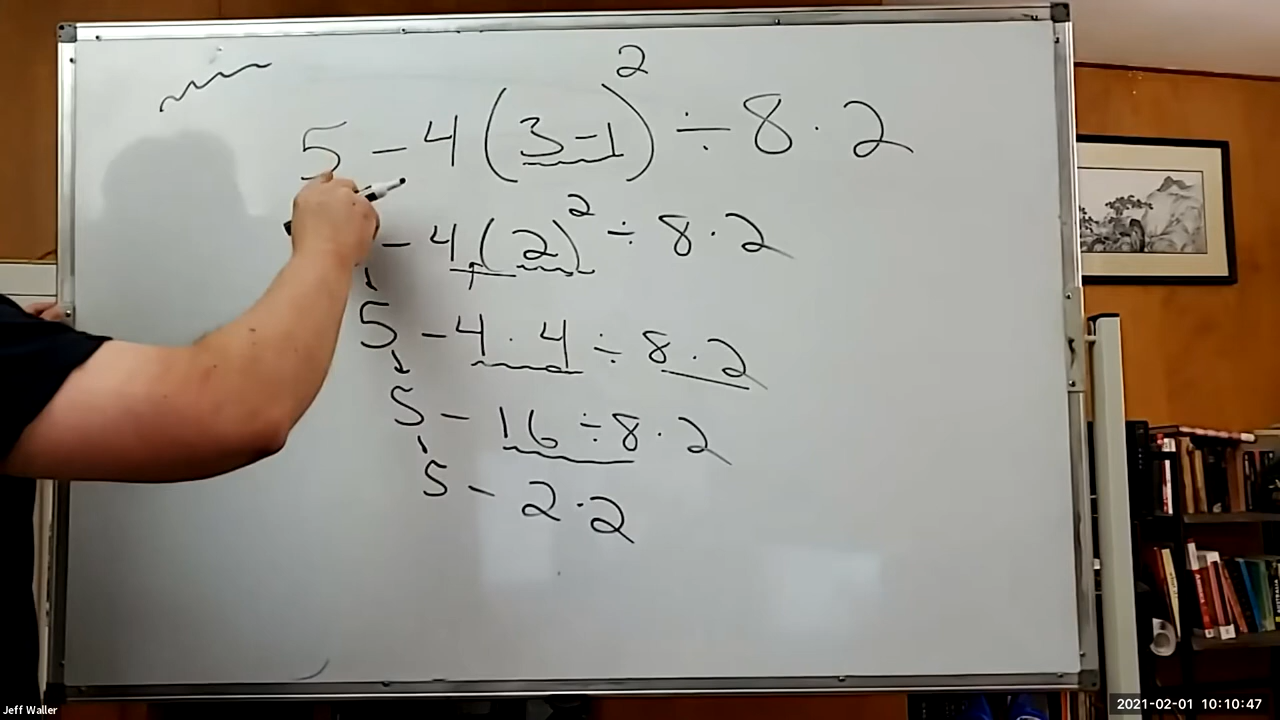 5 - 4 (3 - 1)² ÷ 8 · 2
- 4 (2)² ÷ 8 · 2
5 - 4 · 4 ÷ 8 · 2
5 - 16 ÷ 8 · 2
5 - 2 · 2
Jeff Waller
2021-02-01 10:10:47